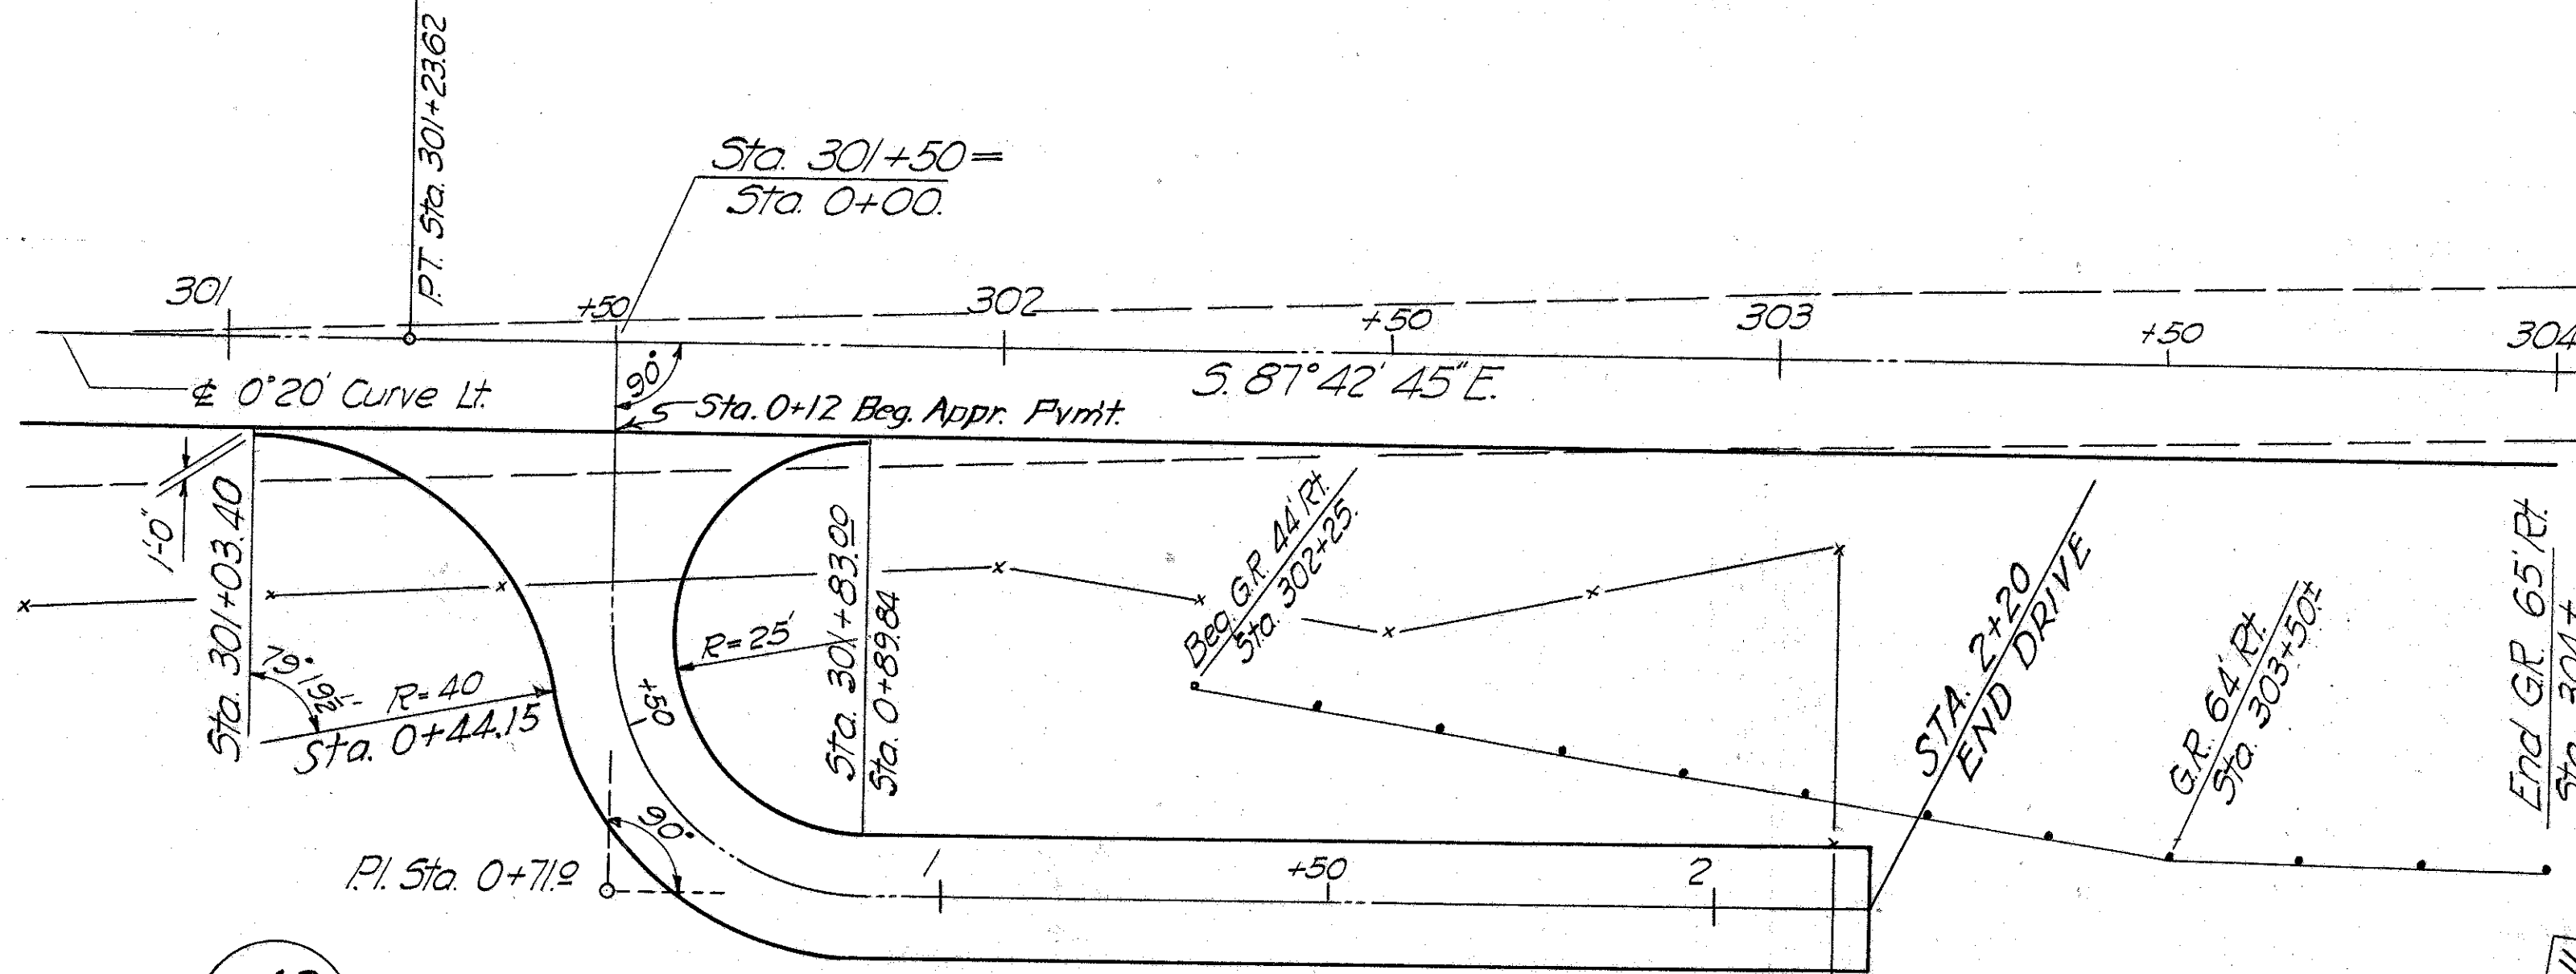 P.T. Sta. 301+23.62
Sta. 301+50=
Sta. 0+00.
301
+50
302
+50
303
+50
304
90°
℄ 0°20' Curve Lt.
S
Sta. 0+12 Beg. Appr. Pvm't.
S. 87°42'45"E.
1'-0"
Sta. 301+03.40
79°19½'
R=40
Sta. 0+44.15
+50
R=25'
Sta. 301+83.00
Sta. 0+89.84
Beg. G.R. 44' Rt.
Sta. 302+25.
STA. 2+20
END DRIVE
G.R. 64' Rt.
Sta. 303+50±
End G.R. 65' Rt.
Sta. 304±
90°
P.I. Sta. 0+71.0
1
+50
2